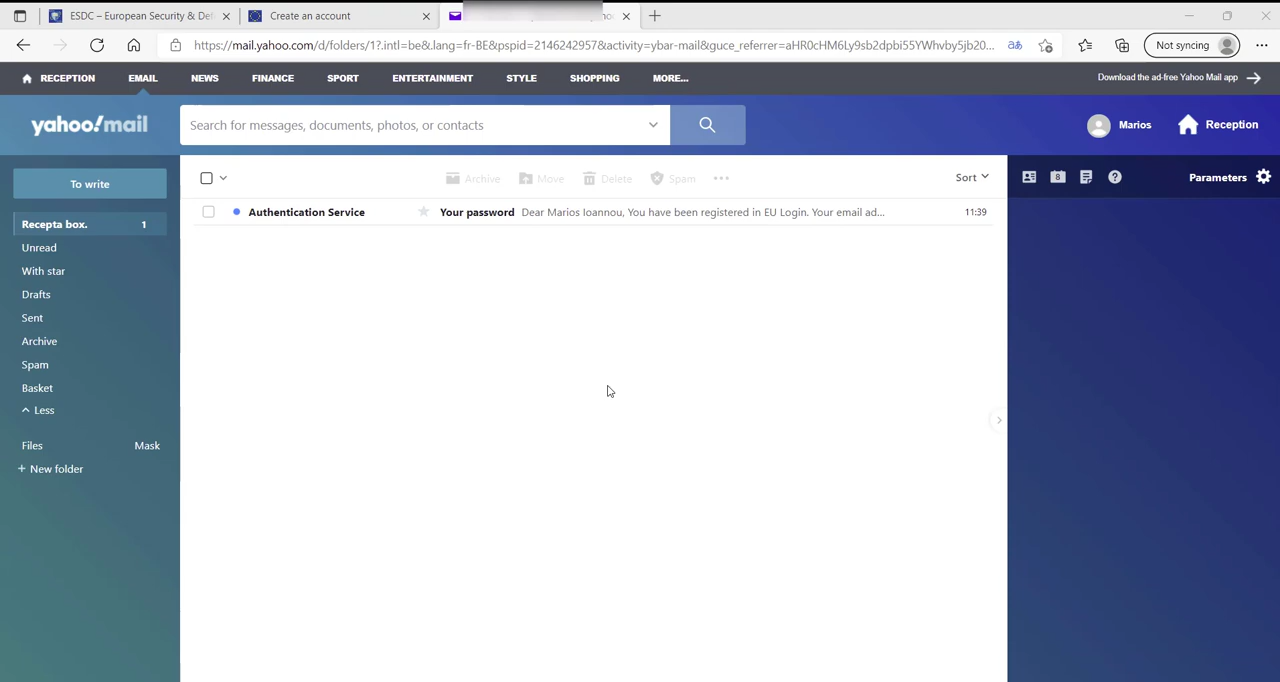 ESDC – European Security & De
Create an account
https://mail.yahoo.com/d/folders/1?.intl=be&.lang=fr-BE&pspid=2146242957&activity=ybar-mail&guce_referrer=aHR0cHM6Ly9sb2dpbi55YWhvby5jb20...
Not syncing
RECEPTION EMAIL NEWS FINANCE SPORT ENTERTAINMENT STYLE SHOPPING MORE... Download the ad-free Yahoo Mail app
yahoo!mail
Search for messages, documents, photos, or contacts
Marios
Reception
To write
Archive Move Delete Spam ••• Sort
8 ? Parameters
Recepta box. 1
Authentication Service Your password Dear Marios Ioannou, You have been registered in EU Login. Your email ad... 11:39
Unread
With star
Drafts
Sent
Archive
Spam
Basket
Less
Files Mask
+ New folder